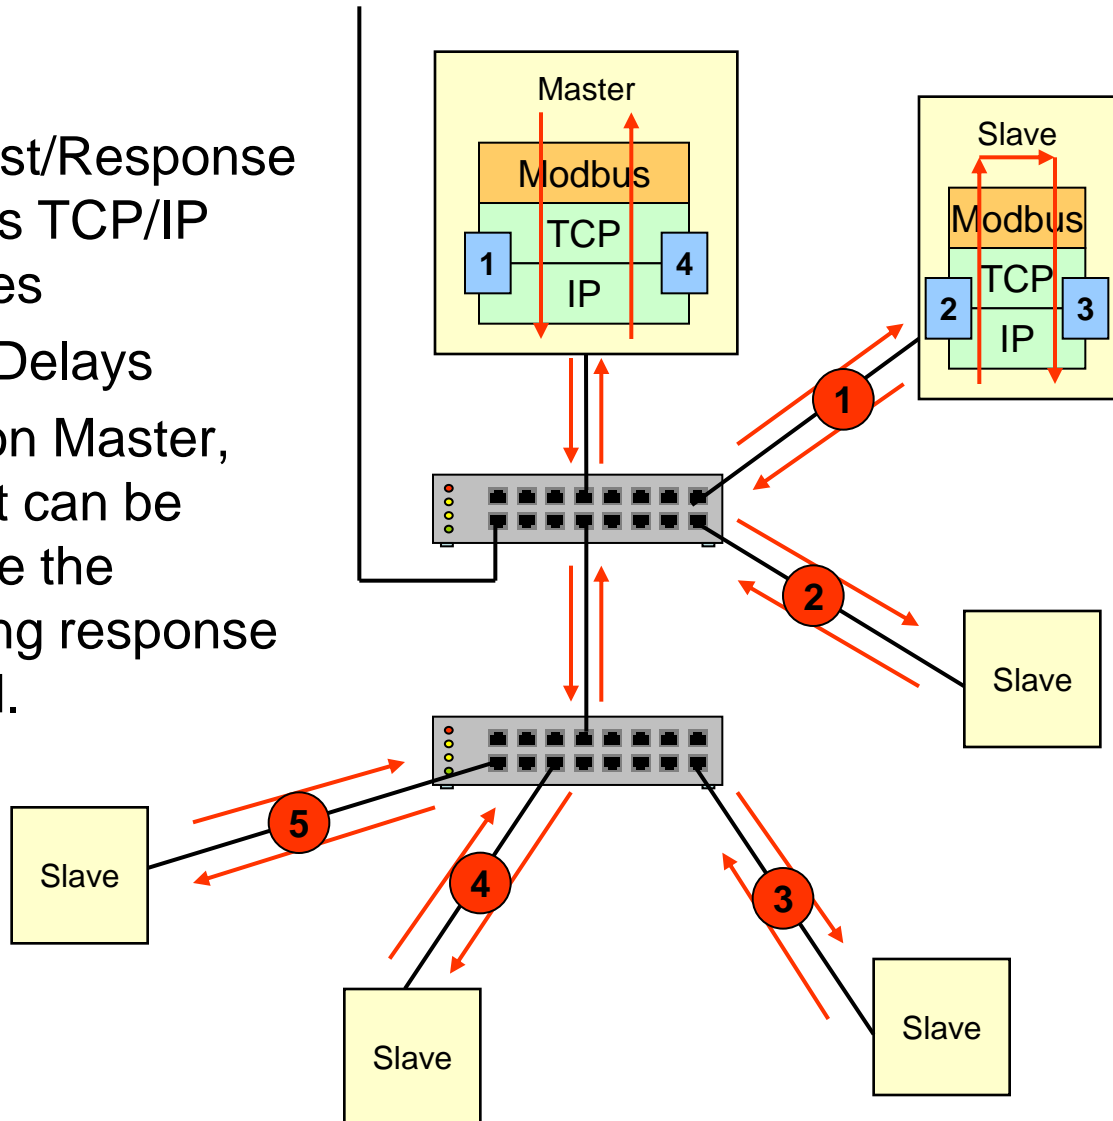 st/Response
s TCP/IP
es
Delays
on Master,
t can be
e the
ng response
l.
Master
Modbus
TCP
IP
1
4
Slave
Modbus
TCP
IP
2
3
1
2
Slave
5
Slave
4
Slave
3
Slave